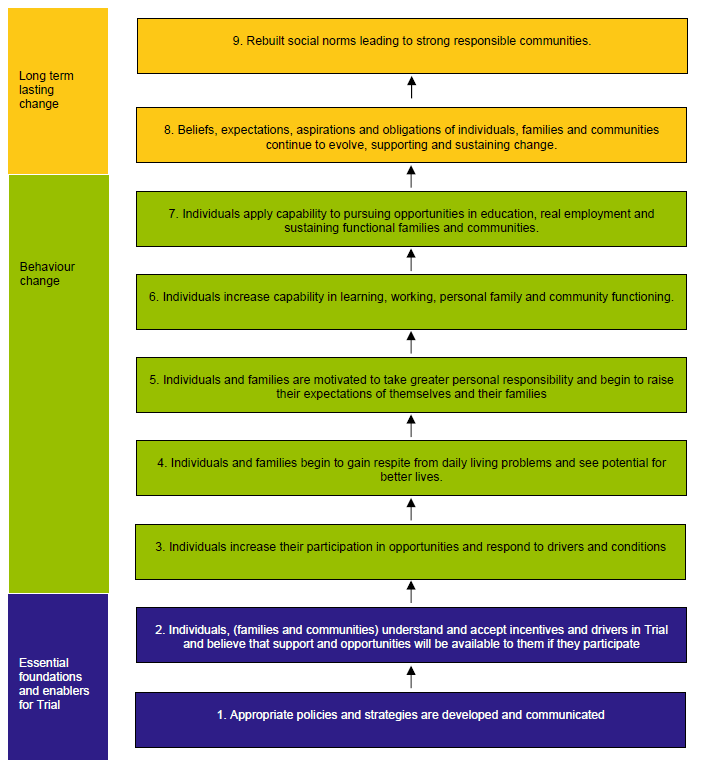 Long term
lasting
change
9. Rebuilt social norms leading to strong responsible communities.
8. Beliefs, expectations, aspirations and obligations of individuals, families and communities
continue to evolve, supporting and sustaining change.
Behaviour
change
7. Individuals apply capability to pursuing opportunities in education, real employment and
sustaining functional families and communities.
6. Individuals increase capability in learning, working, personal family and community functioning.
5. Individuals and families are motivated to take greater personal responsibility and begin to raise
their expectations of themselves and their families
4. Individuals and families begin to gain respite from daily living problems and see potential for
better lives.
3. Individuals increase their participation in opportunities and respond to drivers and conditions
Essential
foundations
and enablers
for Trial
2. Individuals, (families and communities) understand and accept incentives and drivers in Trial
and believe that support and opportunities will be available to them if they participate
1. Appropriate policies and strategies are developed and communicated